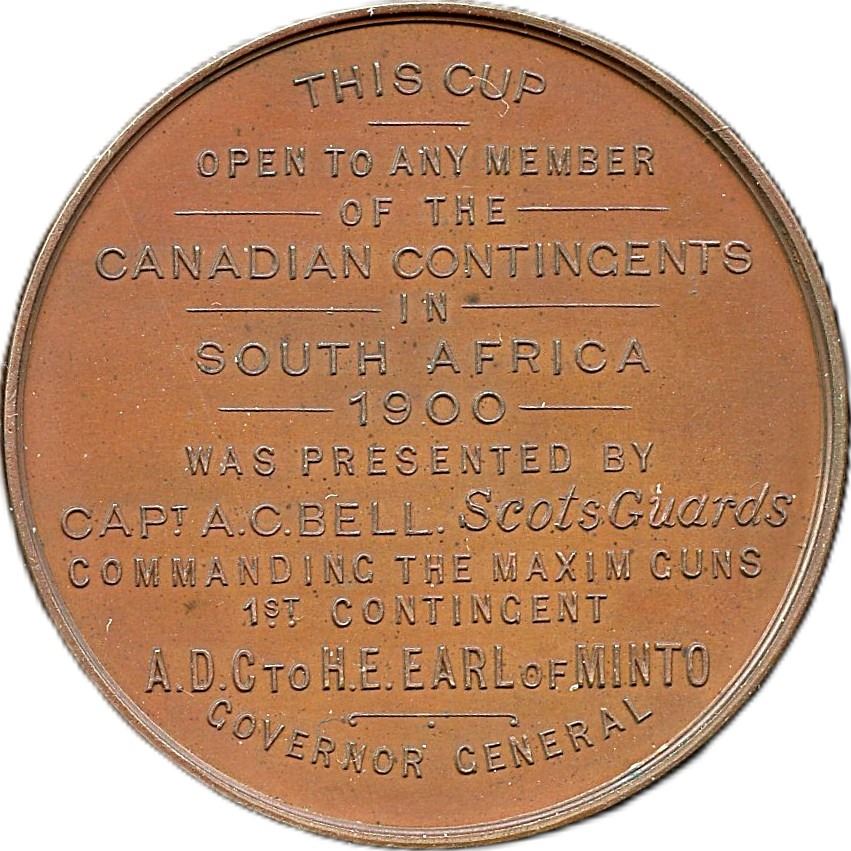 THIS CUP
OPEN TO ANY MEMBER
OF THE
CANADIAN CONTINGENTS
IN
SOUTH AFRICA
1900
WAS PRESENTED BY
CAPT A.C. BELL. Scots Guards
COMMANDING THE MAXIM GUNS
1ST CONTINGENT
A.D.C TO H.E. EARL OF MINTO
GOVERNOR GENERAL